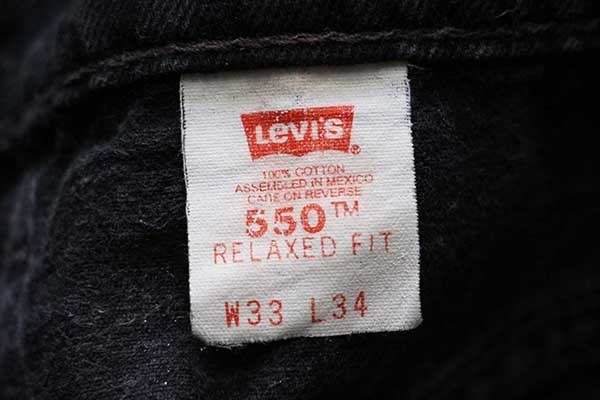 Levi's ®
100% COTTON
ASSEMBLED IN MEXICO
CARE ON REVERSE
550™
RELAXED FIT
W33 L34